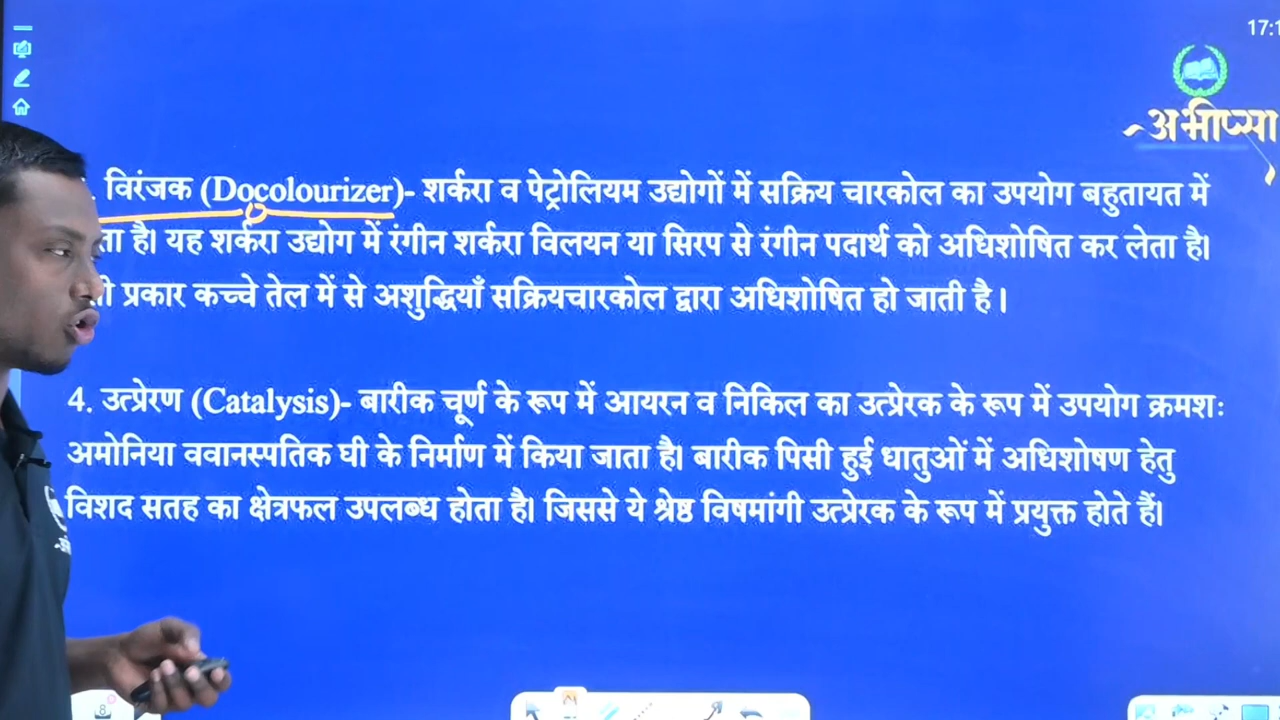 17:1
अभीप्सा
विरंजक (Docolourizer)- शर्करा व पेट्रोलियम उद्योगों में सक्रिय चारकोल का उपयोग बहुतायत में
है। यह शर्करा उद्योग में रंगीन शर्करा विलयन या सिरप से रंगीन पदार्थ को अधिशोषित कर लेता है।
प्रकार कच्चे तेल में से अशुद्धियाँ सक्रियचारकोल द्वारा अधिशोषित हो जाती है ।
4. उत्प्रेरण (Catalysis)- बारीक चूर्ण के रूप में आयरन व निकिल का उत्प्रेरक के रूप में उपयोग क्रमशः
अमोनिया ववानस्पतिक घी के निर्माण में किया जाता है। बारीक पिसी हुई धातुओं में अधिशोषण हेतु
विशद सतह का क्षेत्रफल उपलब्ध होता है। जिससे ये श्रेष्ठ विषमांगी उत्प्रेरक के रूप में प्रयुक्त होते हैं।